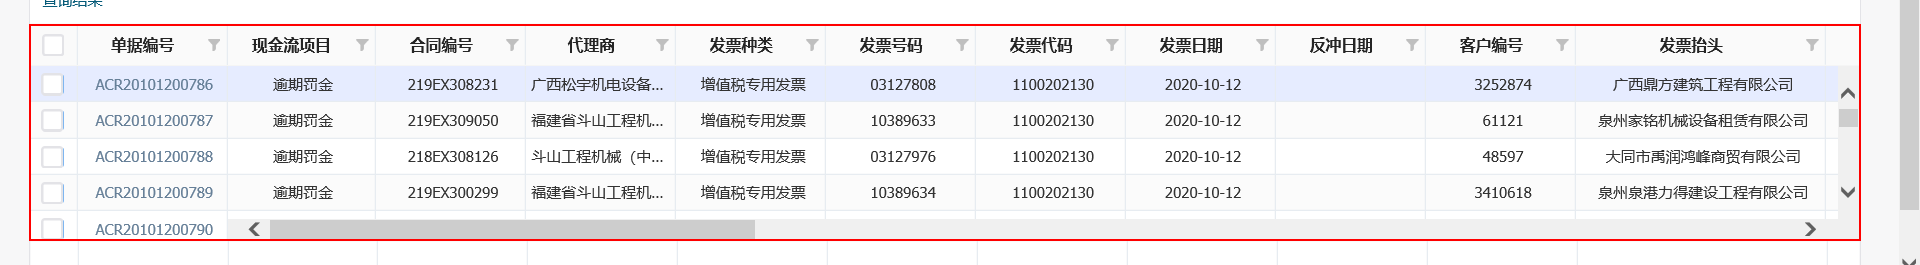 查询结果
单据编号 现金流项目 合同编号 代理商 发票种类 发票号码 发票代码 发票日期 反冲日期 客户编号 发票抬头
ACR20101200786 逾期罚金 219EX308231 广西松宇机电设备... 增值税专用发票 03127808 1100202130 2020-10-12 3252874 广西鼎方建筑工程有限公司
ACR20101200787 逾期罚金 219EX309050 福建省斗山工程机... 增值税专用发票 10389633 1100202130 2020-10-12 61121 泉州家铭机械设备租赁有限公司
ACR20101200788 逾期罚金 218EX308126 斗山工程机械（中... 增值税专用发票 03127976 1100202130 2020-10-12 48597 大同市禹润鸿峰商贸有限公司
ACR20101200789 逾期罚金 219EX300299 福建省斗山工程机... 增值税专用发票 10389634 1100202130 2020-10-12 3410618 泉州泉港力得建设工程有限公司
ACR20101200790